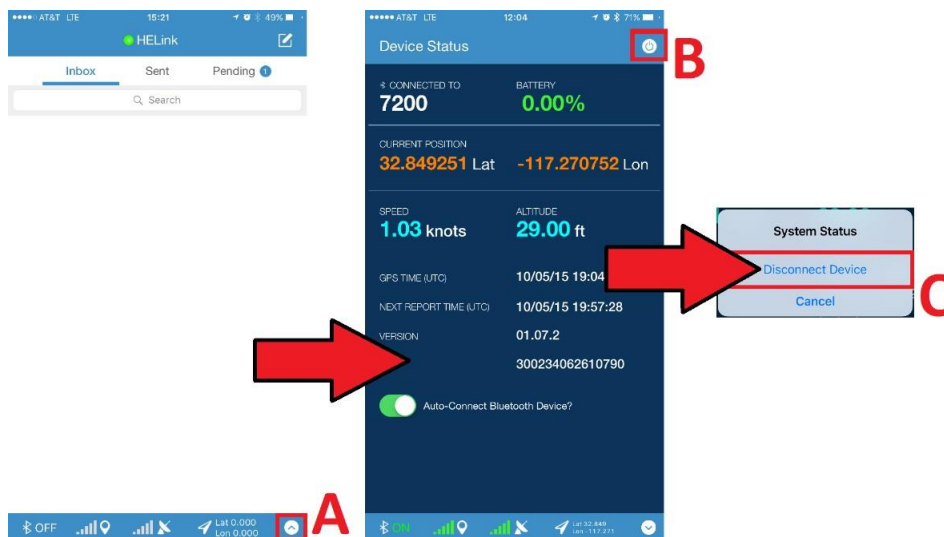 AT&T LTE 15:21 49%
HELink
Inbox Sent Pending 1
Search
OFF Lat 0.000
Lon 0.000
A
AT&T LTE 12:04 71%
Device Status
B
CONNECTED TO BATTERY
7200 0.00%
CURRENT POSITION
32.849251 Lat -117.270752 Lon
SPEED ALTITUDE
1.03 knots 29.00 ft
GPS TIME (UTC) 10/05/15 19:04
NEXT REPORT TIME (UTC) 10/05/15 19:57:28
VERSION 01.07.2
300234062610790
Auto-Connect Bluetooth Device?
ON Lat 32.849
Lon -117.271
System Status
Disconnect Device
Cancel
C